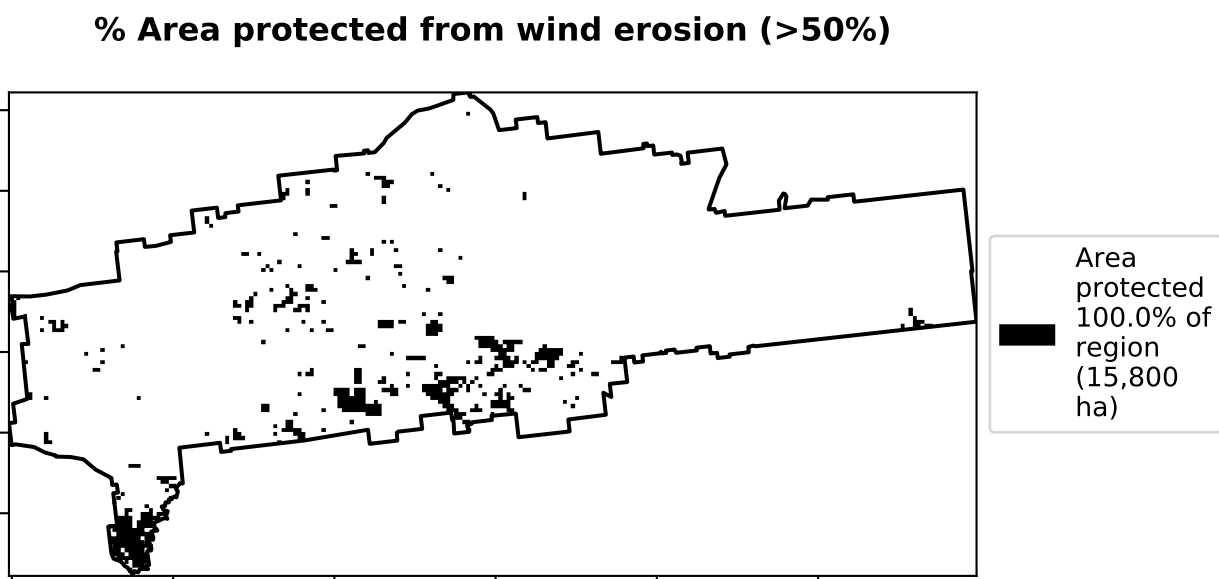 % Area protected from wind erosion (>50%)
Area
protected
100.0% of
region
(15,800
ha)